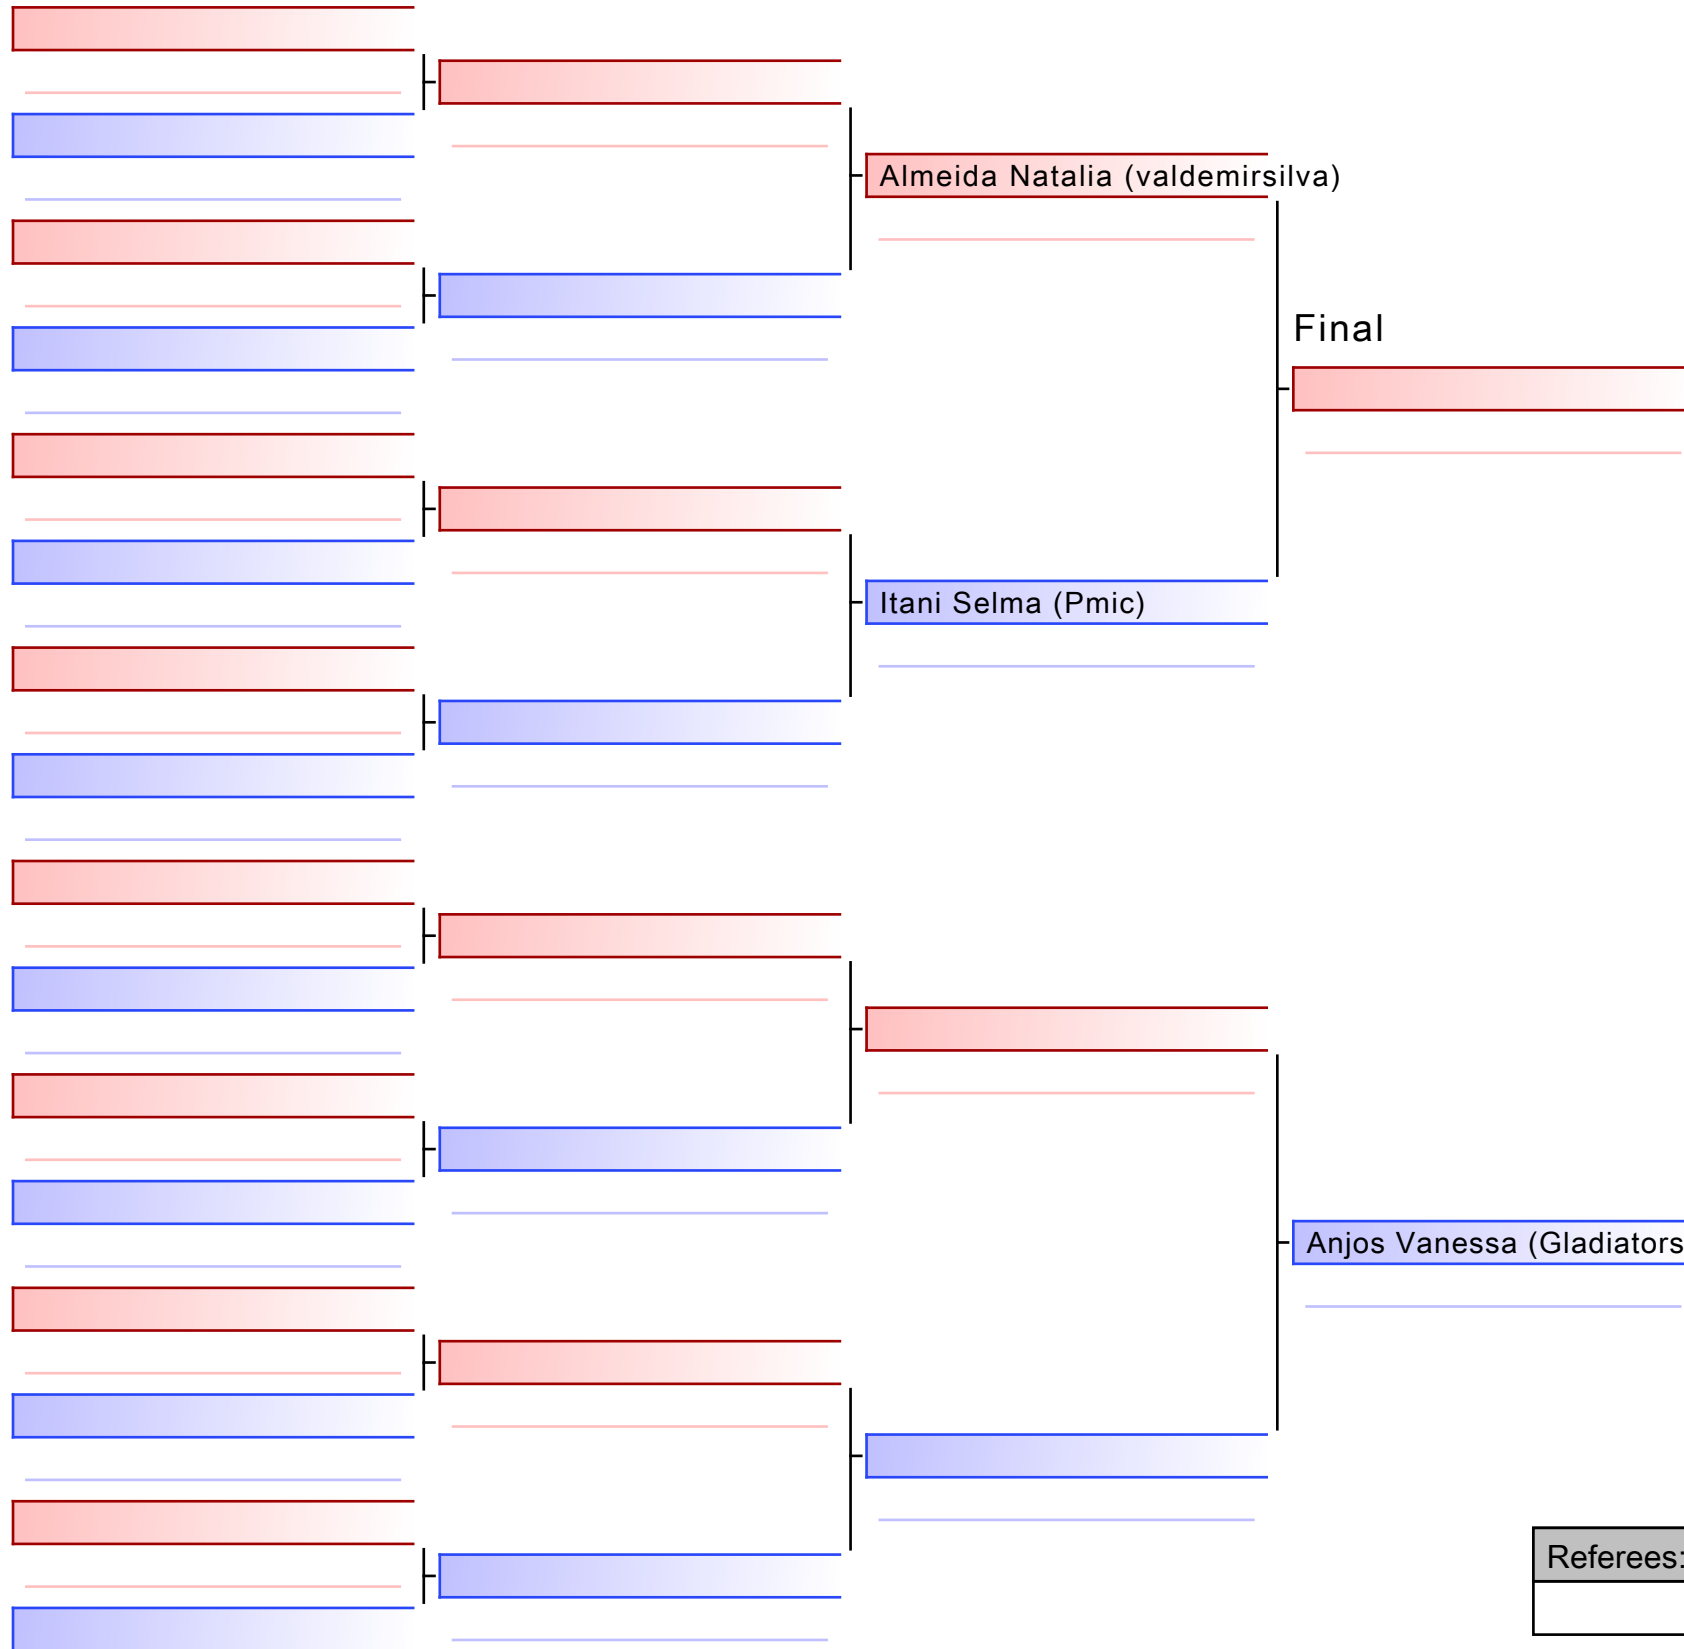 Almeida Natalia (valdemirsilva)
Final
Itani Selma (Pmic)
Anjos Vanessa (Gladiators
Referees: